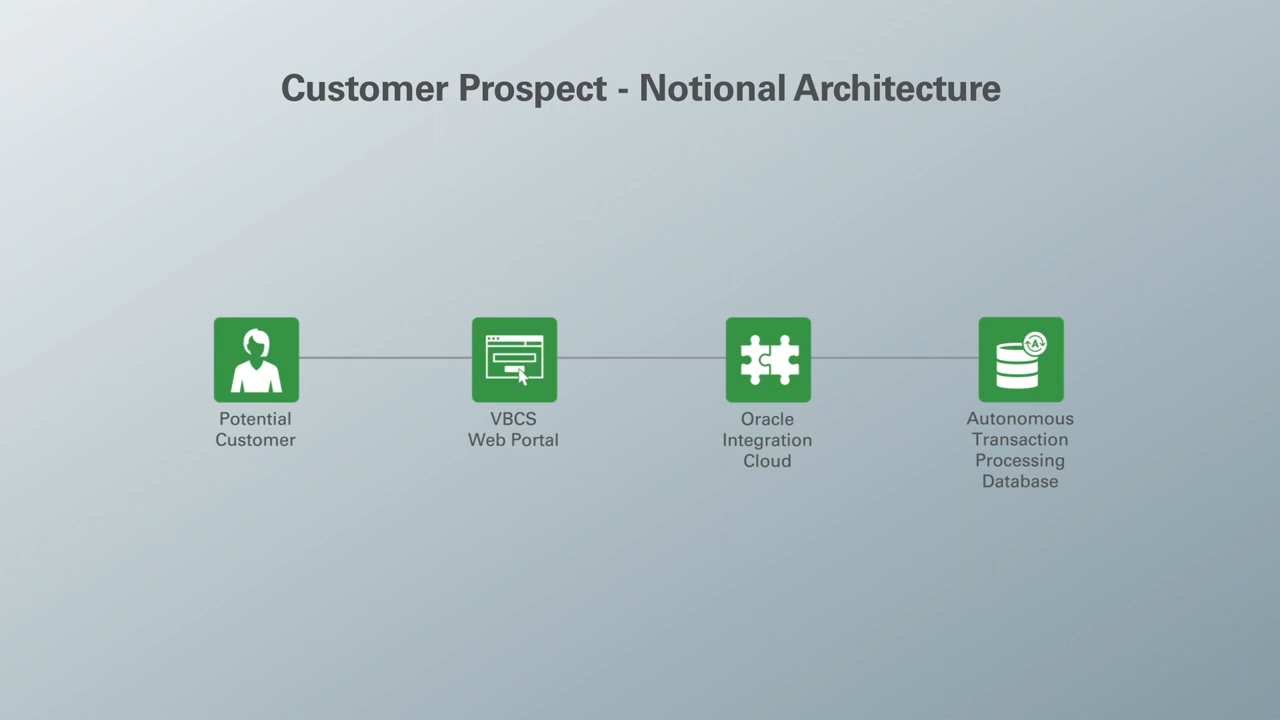 Customer Prospect - Notional Architecture
Potential
Customer
VBCS
Web Portal
Oracle
Integration
Cloud
Autonomous
Transaction
Processing
Database